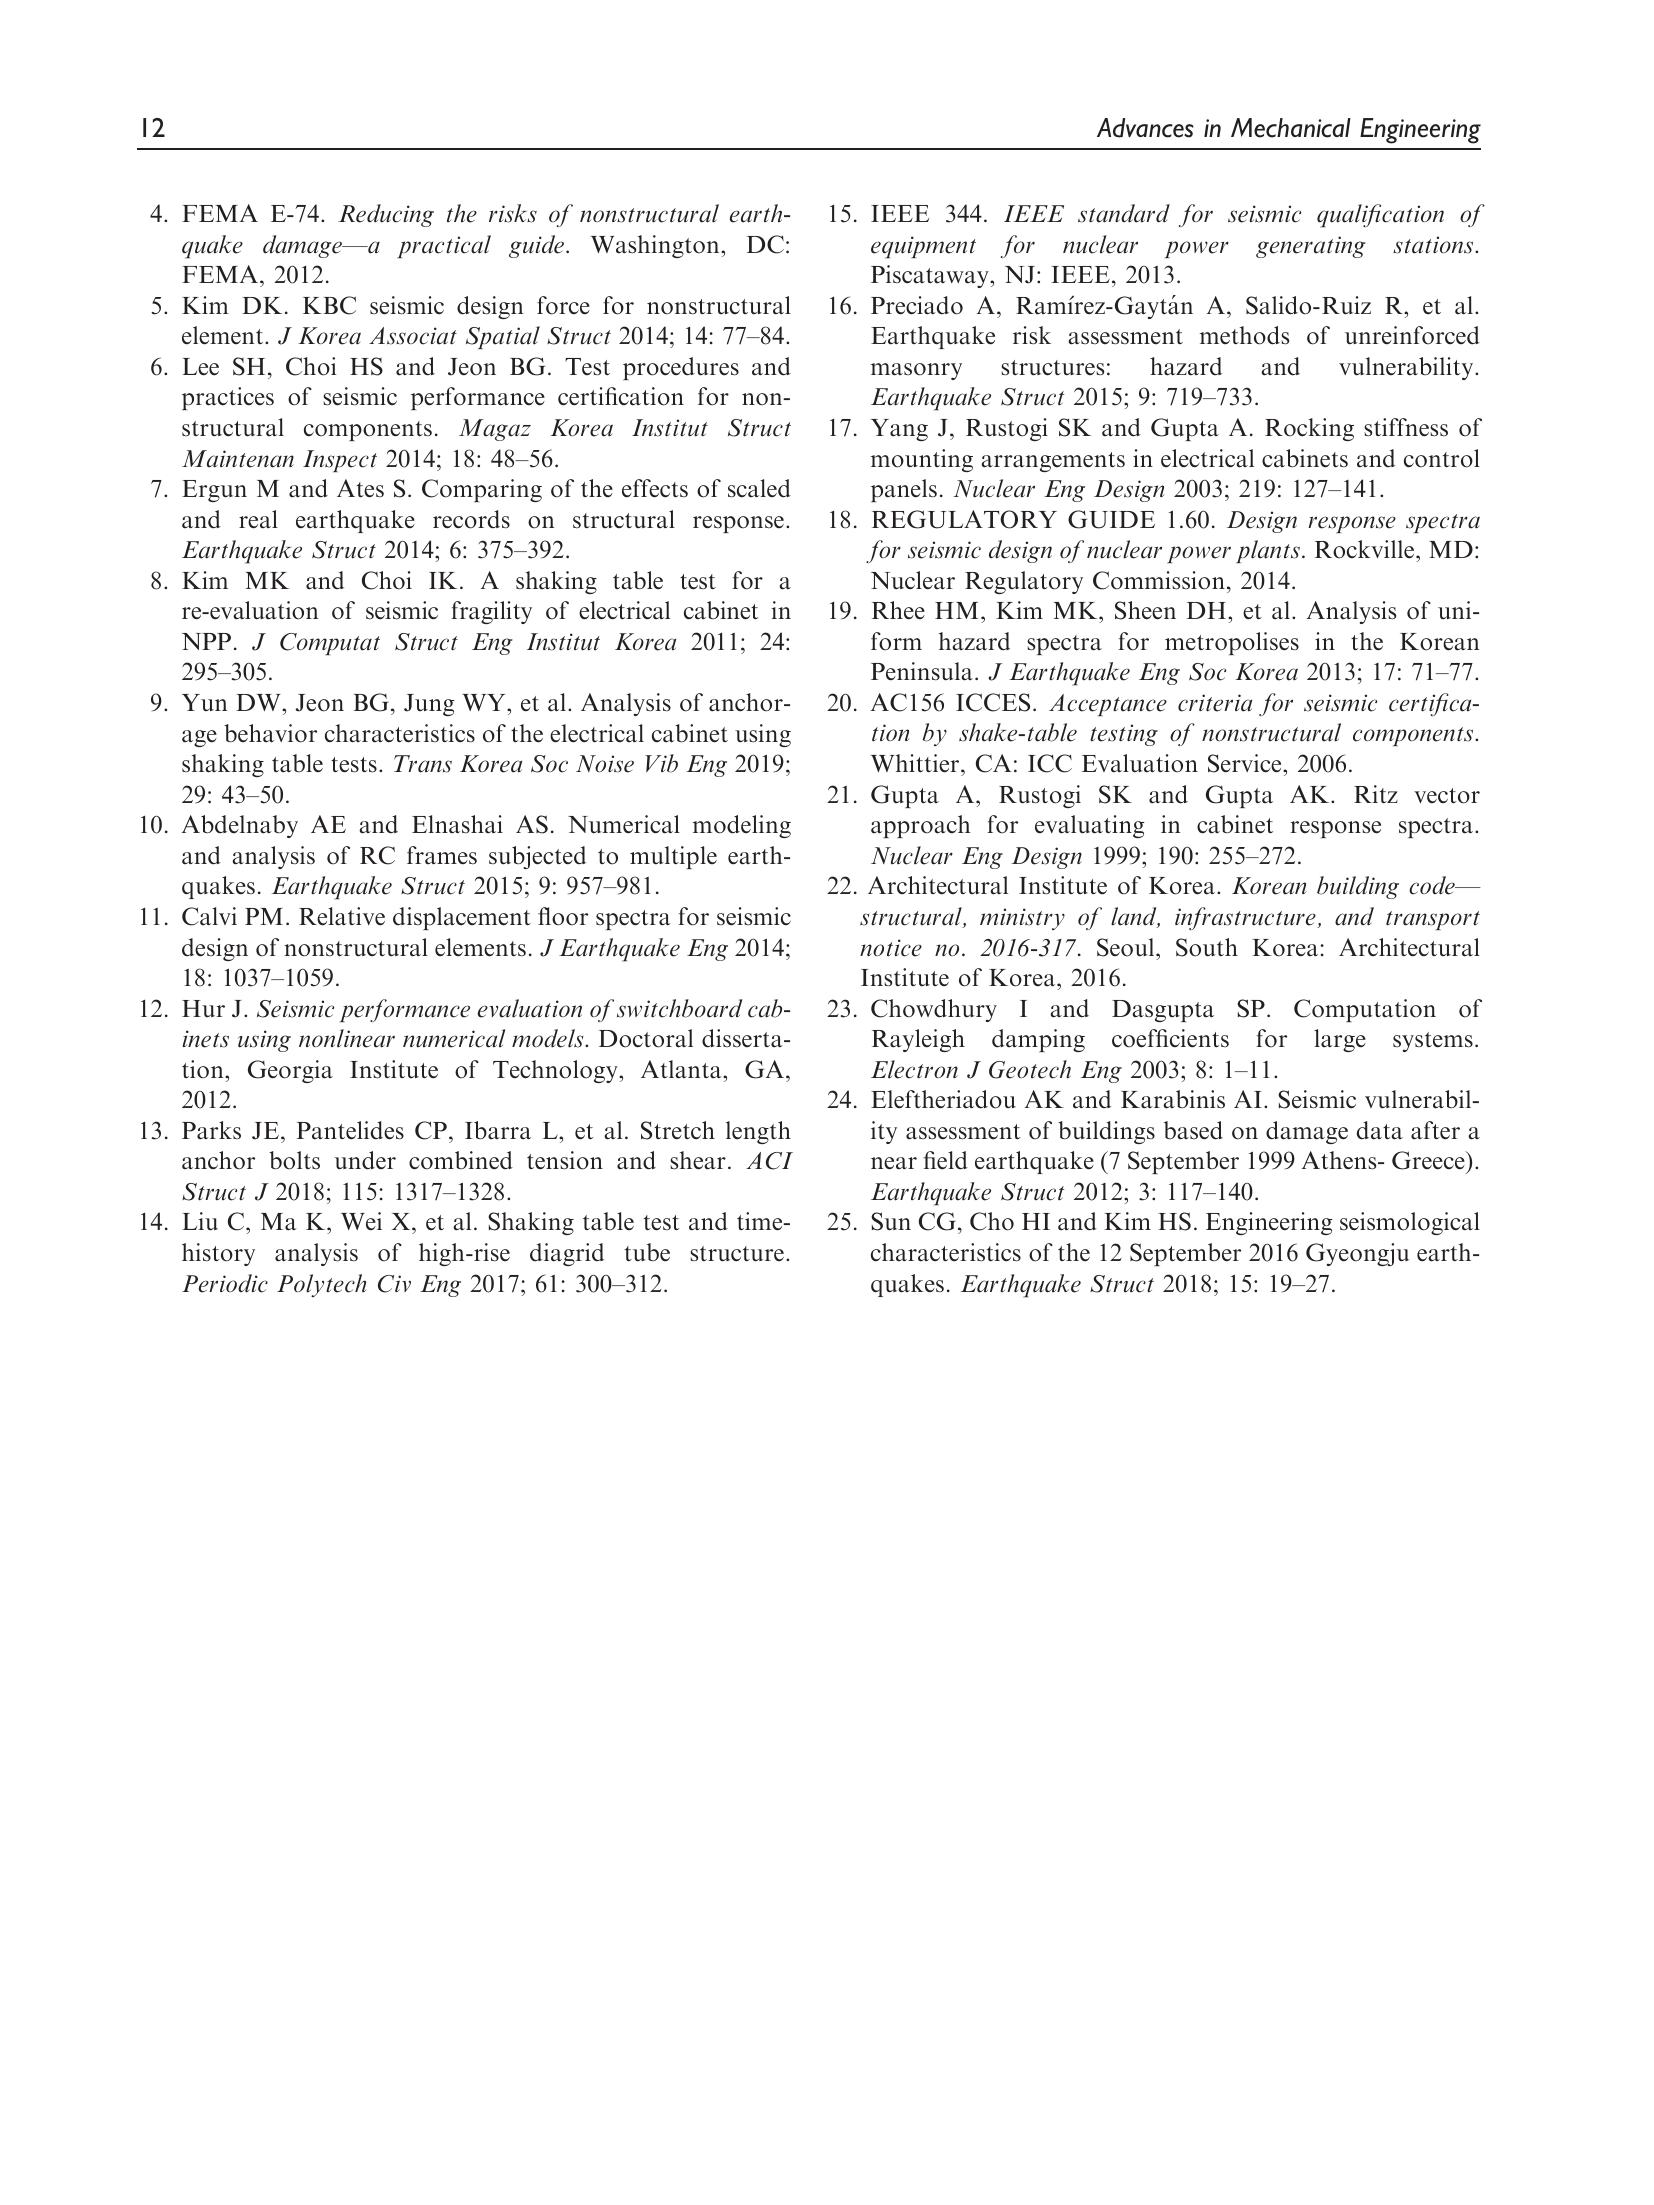 12
Advances in Mechanical Engineering
4. FEMA E-74. Reducing the risks of nonstructural earth-
quake damage—a practical guide. Washington, DC:
FEMA, 2012.
5. Kim DK. KBC seismic design force for nonstructural
element. J Korea Associat Spatial Struct 2014; 14: 77–84.
6. Lee SH, Choi HS and Jeon BG. Test procedures and
practices of seismic performance certification for non-
structural components. Magaz Korea Institut Struct
Maintenan Inspect 2014; 18: 48–56.
7. Ergun M and Ates S. Comparing of the effects of scaled
and real earthquake records on structural response.
Earthquake Struct 2014; 6: 375–392.
8. Kim MK and Choi IK. A shaking table test for a
re-evaluation of seismic fragility of electrical cabinet in
NPP. J Computat Struct Eng Institut Korea 2011; 24:
295–305.
9. Yun DW, Jeon BG, Jung WY, et al. Analysis of anchor-
age behavior characteristics of the electrical cabinet using
shaking table tests. Trans Korea Soc Noise Vib Eng 2019;
29: 43–50.
10. Abdelnaby AE and Elnashai AS. Numerical modeling
and analysis of RC frames subjected to multiple earth-
quakes. Earthquake Struct 2015; 9: 957–981.
11. Calvi PM. Relative displacement floor spectra for seismic
design of nonstructural elements. J Earthquake Eng 2014;
18: 1037–1059.
12. Hur J. Seismic performance evaluation of switchboard cab-
inets using nonlinear numerical models. Doctoral disserta-
tion, Georgia Institute of Technology, Atlanta, GA,
2012.
13. Parks JE, Pantelides CP, Ibarra L, et al. Stretch length
anchor bolts under combined tension and shear. ACI
Struct J 2018; 115: 1317–1328.
14. Liu C, Ma K, Wei X, et al. Shaking table test and time-
history analysis of high-rise diagrid tube structure.
Periodic Polytech Civ Eng 2017; 61: 300–312.
15. IEEE 344. IEEE standard for seismic qualification of
equipment for nuclear power generating stations.
Piscataway, NJ: IEEE, 2013.
16. Preciado A, Ramírez-Gaytán A, Salido-Ruiz R, et al.
Earthquake risk assessment methods of unreinforced
masonry structures: hazard and vulnerability.
Earthquake Struct 2015; 9: 719–733.
17. Yang J, Rustogi SK and Gupta A. Rocking stiffness of
mounting arrangements in electrical cabinets and control
panels. Nuclear Eng Design 2003; 219: 127–141.
18. REGULATORY GUIDE 1.60. Design response spectra
for seismic design of nuclear power plants. Rockville, MD:
Nuclear Regulatory Commission, 2014.
19. Rhee HM, Kim MK, Sheen DH, et al. Analysis of uni-
form hazard spectra for metropolises in the Korean
Peninsula. J Earthquake Eng Soc Korea 2013; 17: 71–77.
20. AC156 ICCES. Acceptance criteria for seismic certifica-
tion by shake-table testing of nonstructural components.
Whittier, CA: ICC Evaluation Service, 2006.
21. Gupta A, Rustogi SK and Gupta AK. Ritz vector
approach for evaluating in cabinet response spectra.
Nuclear Eng Design 1999; 190: 255–272.
22. Architectural Institute of Korea. Korean building code—
structural, ministry of land, infrastructure, and transport
notice no. 2016-317. Seoul, South Korea: Architectural
Institute of Korea, 2016.
23. Chowdhury I and Dasgupta SP. Computation of
Rayleigh damping coefficients for large systems.
Electron J Geotech Eng 2003; 8: 1–11.
24. Eleftheriadou AK and Karabinis AI. Seismic vulnerabil-
ity assessment of buildings based on damage data after a
near field earthquake (7 September 1999 Athens- Greece).
Earthquake Struct 2012; 3: 117–140.
25. Sun CG, Cho HI and Kim HS. Engineering seismological
characteristics of the 12 September 2016 Gyeongju earth-
quakes. Earthquake Struct 2018; 15: 19–27.